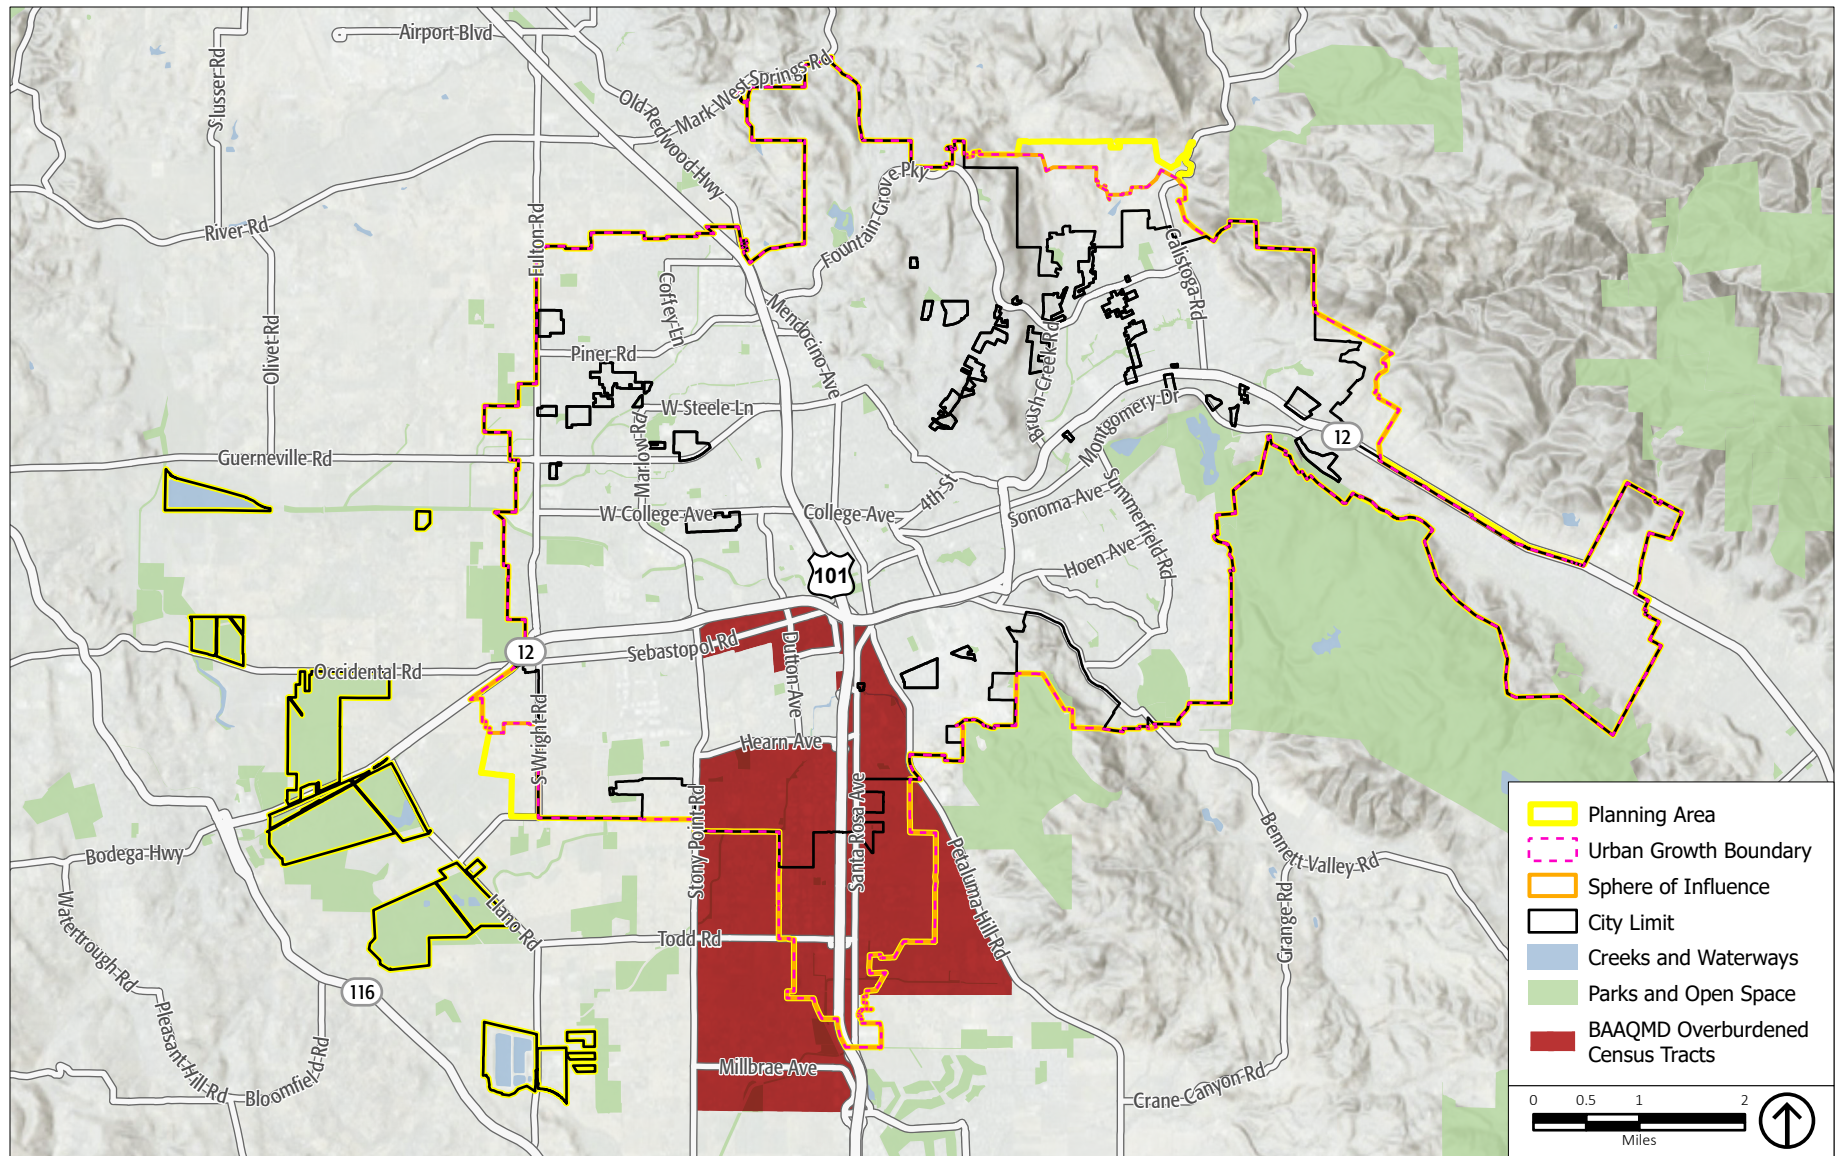 Airport Blvd
Slusser Rd
Old Redwood Hwy
Mark West Springs Rd
River Rd
Fulton Rd
Fountain Grove Pky
Coffey Ln
Calistoga Rd
Olivet Rd
Mendocino Ave
Piner Rd
Brush Creek Rd
W Steele Ln
Marlow Rd
Montgomery Dr
12
Guerneville Rd
4th St
Summerfield Rd
W College Ave
College Ave
Sonoma Ave
Hoen Ave
101
12
Sebastopol Rd
Dutton Ave
Occidental Rd
S Wright Rd
Hearn Ave
Stony Point Rd
Santa Rosa Ave
Petaluma Hill Rd
Bennett Valley Rd
Grange Rd
Bodega Hwy
Watertrough Rd
Llano Rd
Todd Rd
116
Pleasant Hill Rd
Bloomfield Rd
Millbrae Ave
Crane Canyon Rd
Planning Area
Urban Growth Boundary
Sphere of Influence
City Limit
Creeks and Waterways
Parks and Open Space
BAAQMD Overburdened
Census Tracts
0 0.5 1 2
Miles